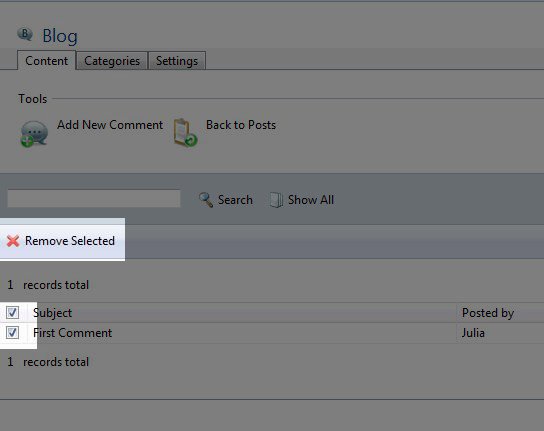 B Blog
Content Categories Settings
Tools
Add New Comment Back to Posts
Search Show All
Remove Selected
1 records total
Subject Posted by
First Comment Julia
1 records total